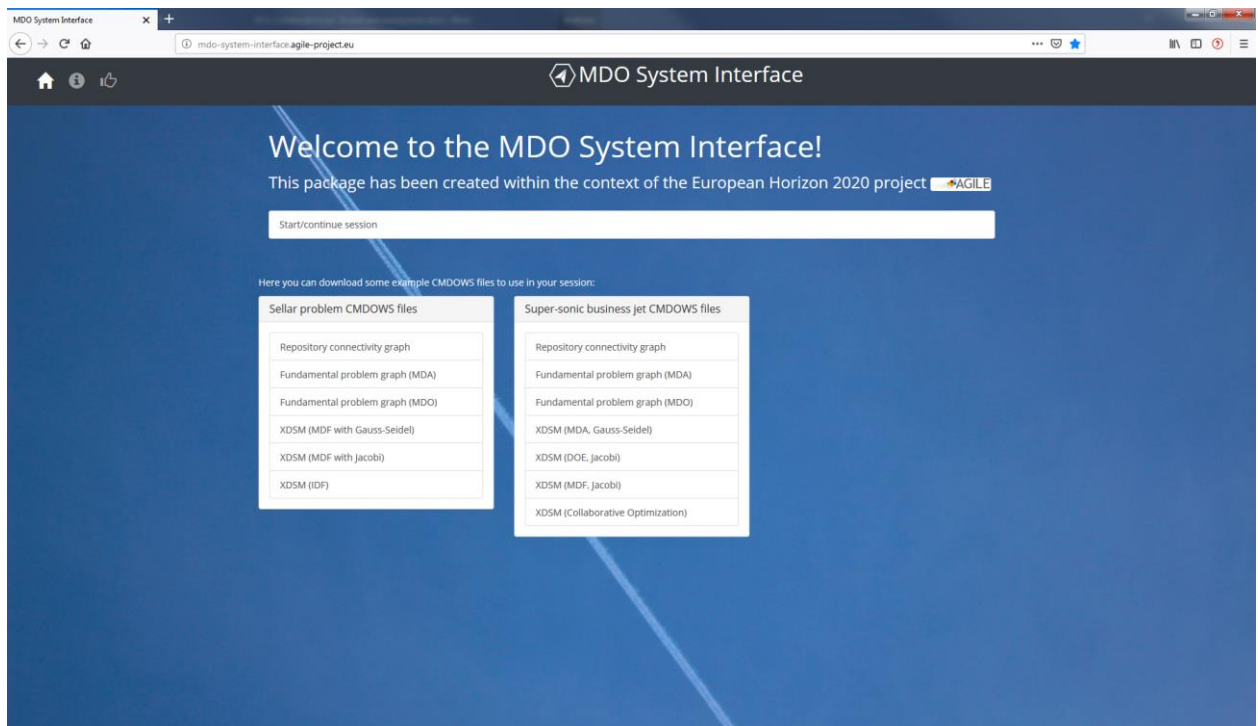 MDO System Interface
mdo-system-interface.agile-project.eu
MDO System Interface
Welcome to the MDO System Interface!
This package has been created within the context of the European Horizon 2020 project AGILE
Start/continue session
Here you can download some example CMDOWS files to use in your session:
Sellar problem CMDOWS files
Repository connectivity graph
Fundamental problem graph (MDA)
Fundamental problem graph (MDO)
XDSM (MDF with Gauss-Seidel)
XDSM (MDF with Jacobi)
XDSM (IDF)
Super-sonic business jet CMDOWS files
Repository connectivity graph
Fundamental problem graph (MDA)
Fundamental problem graph (MDO)
XDSM (MDA, Gauss-Seidel)
XDSM (DOE, Jacobi)
XDSM (MDF, Jacobi)
XDSM (Collaborative Optimization)